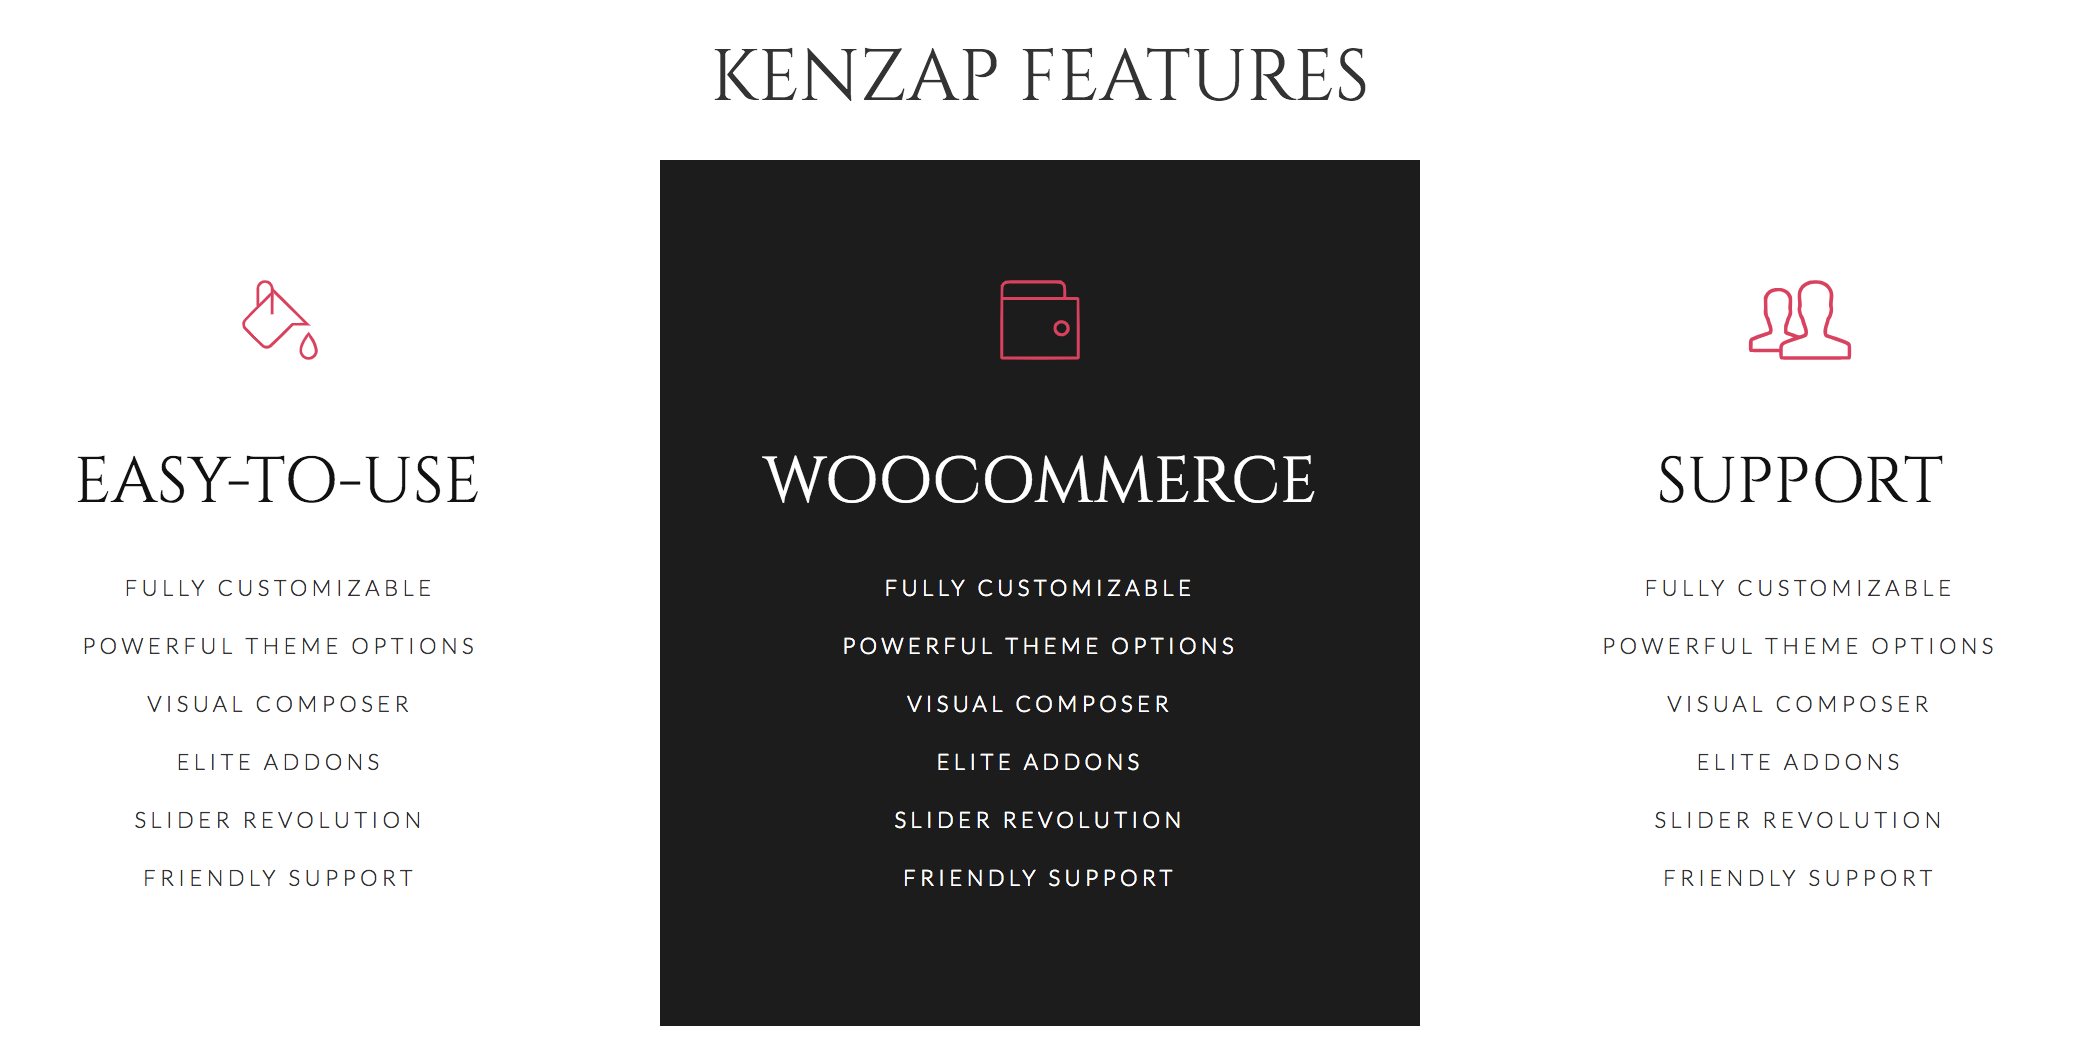 KENZAP FEATURES
EASY-TO-USE
FULLY CUSTOMIZABLE
POWERFUL THEME OPTIONS
VISUAL COMPOSER
ELITE ADDONS
SLIDER REVOLUTION
FRIENDLY SUPPORT
WOOCOMMERCE
FULLY CUSTOMIZABLE
POWERFUL THEME OPTIONS
VISUAL COMPOSER
ELITE ADDONS
SLIDER REVOLUTION
FRIENDLY SUPPORT
SUPPORT
FULLY CUSTOMIZABLE
POWERFUL THEME OPTIONS
VISUAL COMPOSER
ELITE ADDONS
SLIDER REVOLUTION
FRIENDLY SUPPORT